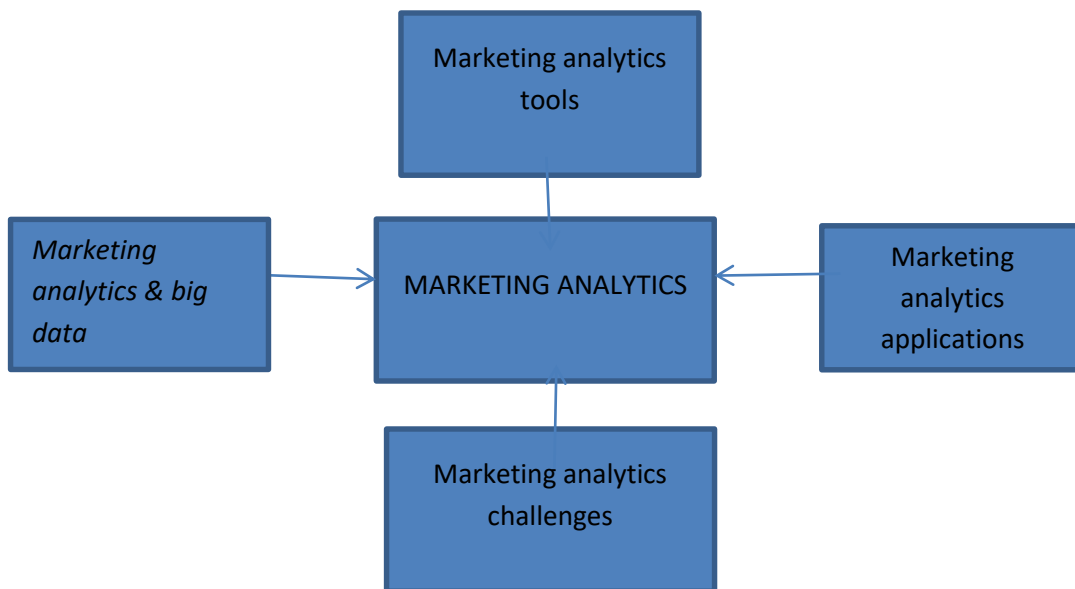 Marketing analytics
tools
Marketing
analytics & big
data
MARKETING ANALYTICS
Marketing
analytics
applications
Marketing analytics
challenges